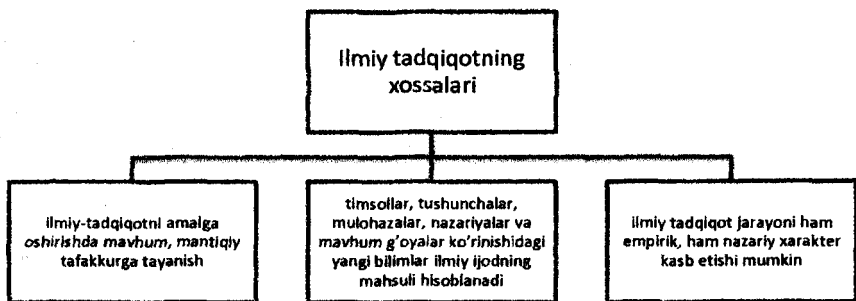 Ilmiy tadqiqotning
xossalari
ilmiy-tadqiqotni amalga
oshirishda mavhum, mantiqiy
tafakkurga tayanish
timsollar, tushunchalar,
mulohazalar, nazariyalar va
mavhum g'oyalar ko'rinishidagi
yangi bilimlar ilmiy ijodning
mahsuli hisoblanadi
ilmiy tadqiqot jarayoni ham
empirik, ham nazariy xarakter
kasb etishi mumkin